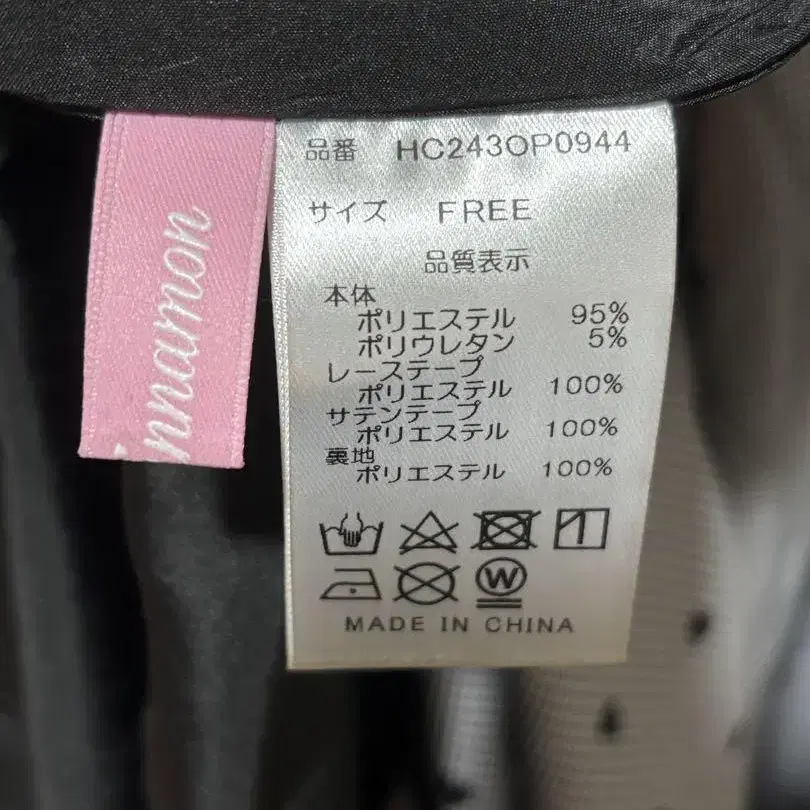 品番 HC243OP0944
サイズ FREE
品質表示
本体
ポリエステル 95%
ポリウレタン 5%
レーステープ
ポリエステル 100%
サテンテープ
ポリエステル 100%
裏地
ポリエステル 100%
W
MADE IN CHINA
innamon